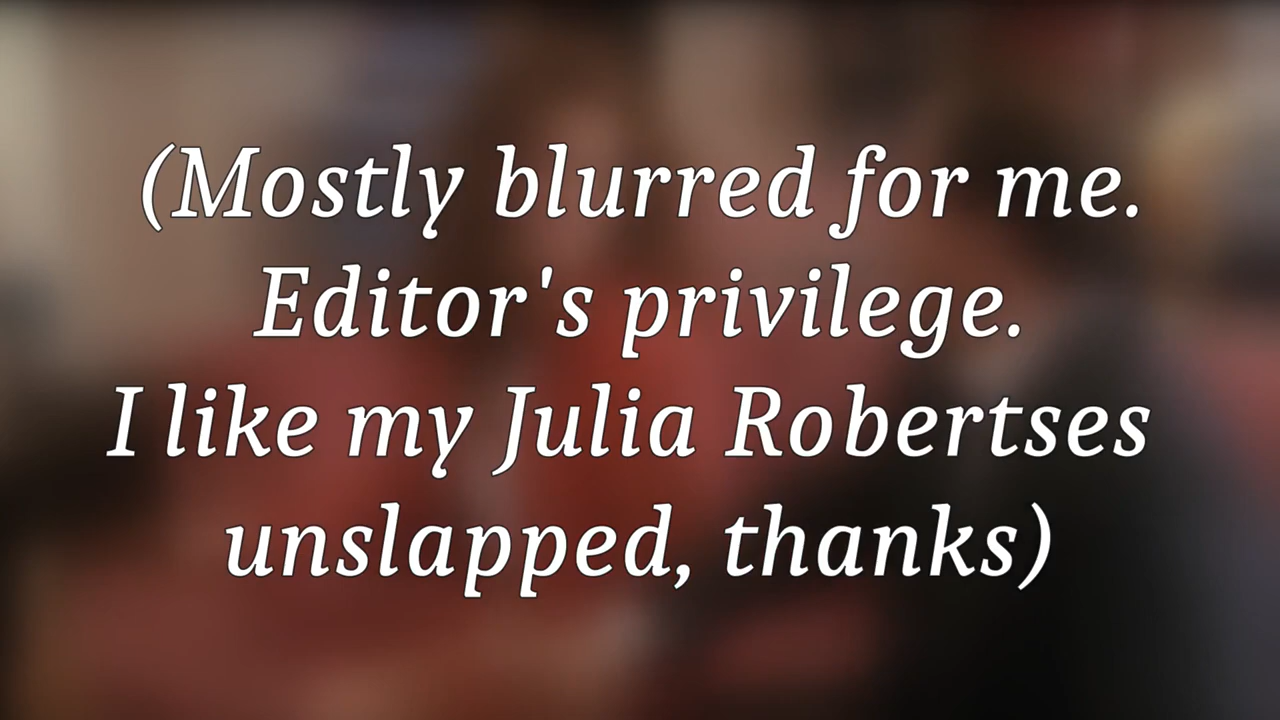 (Mostly blurred for me.
Editor's privilege.
I like my Julia Robertses
unslapped, thanks)